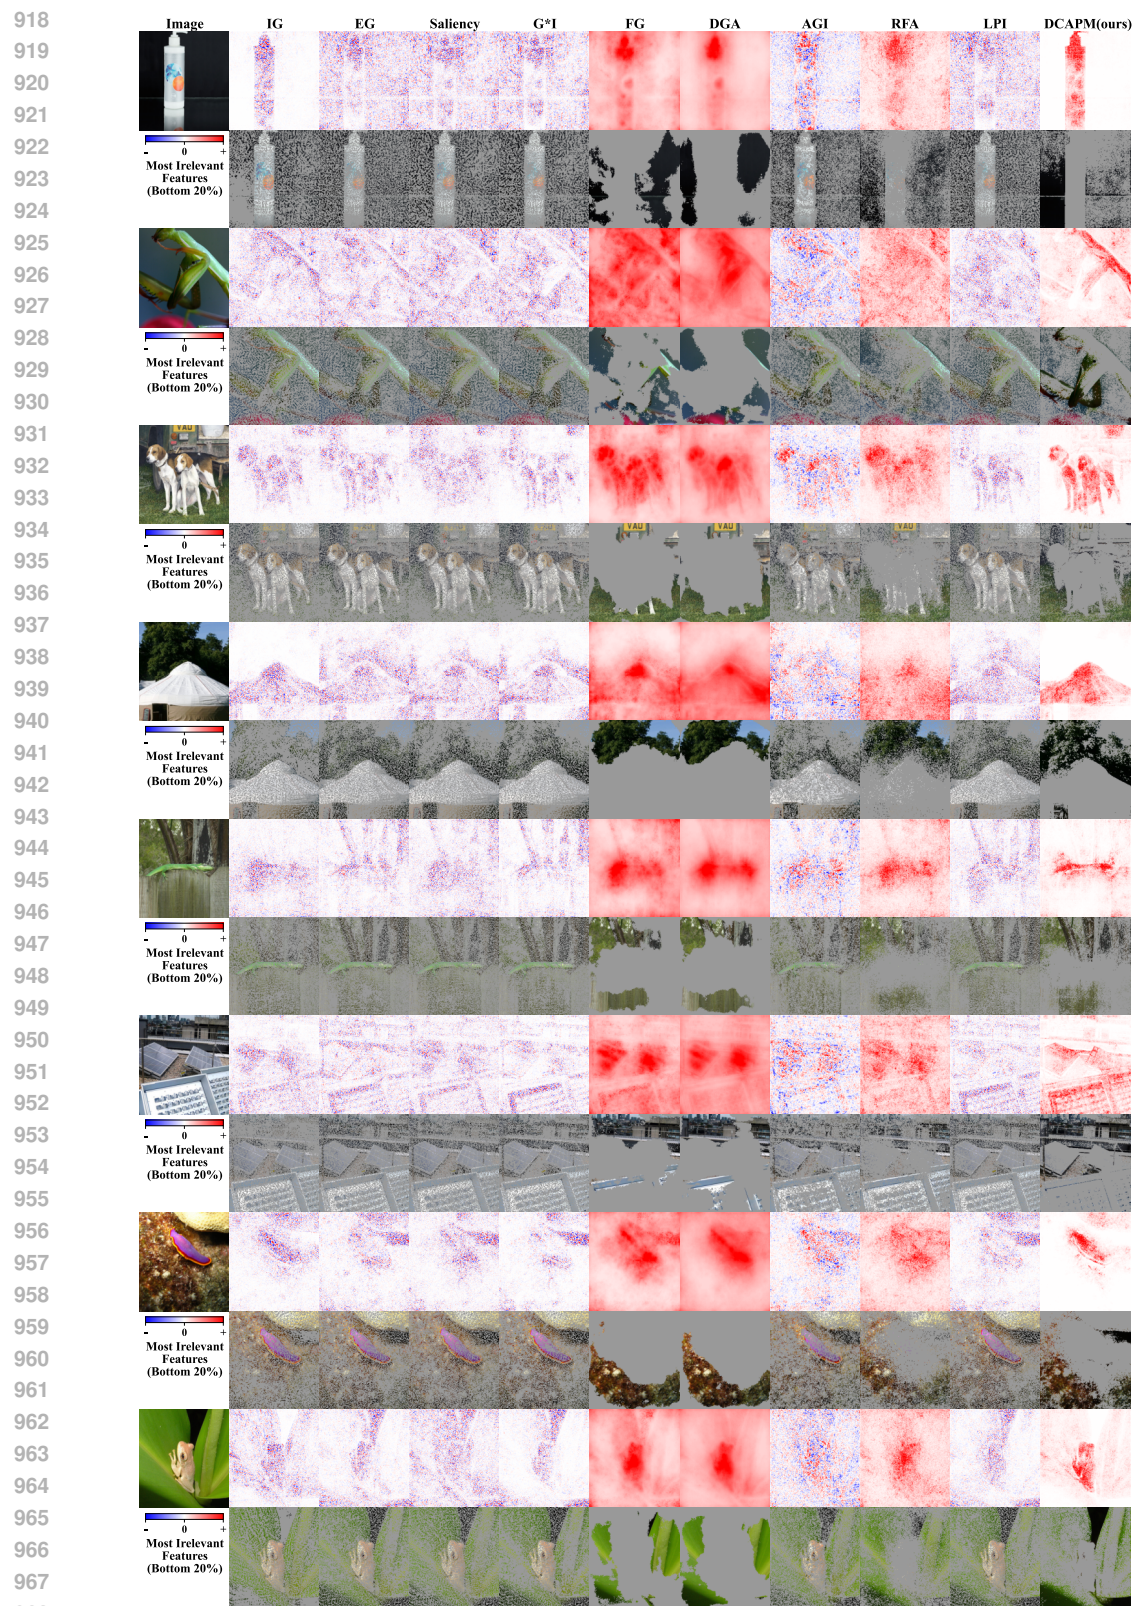 918
Image IG EG Saliency G*I FG DGA AGI RFA LPI DCAPM(ours)
919
920
921
922
- 0 +
Most Irelevant
Features
(Bottom 20%)
923
924
925
926
927
928
- 0 +
Most Irelevant
Features
(Bottom 20%)
929
930
931
VAU
932
933
934
- 0 +
Most Irelevant
Features
(Bottom 20%)
VAU
VAU
VAU
935
936
937
938
939
940
941
- 0 +
Most Irelevant
Features
(Bottom 20%)
942
943
944
945
946
947
- 0 +
Most Irelevant
Features
(Bottom 20%)
948
949
950
951
952
953
- 0 +
Most Irelevant
Features
(Bottom 20%)
954
955
956
957
958
959
- 0 +
Most Irelevant
Features
(Bottom 20%)
960
961
962
963
964
965
- 0 +
Most Irelevant
Features
(Bottom 20%)
966
967